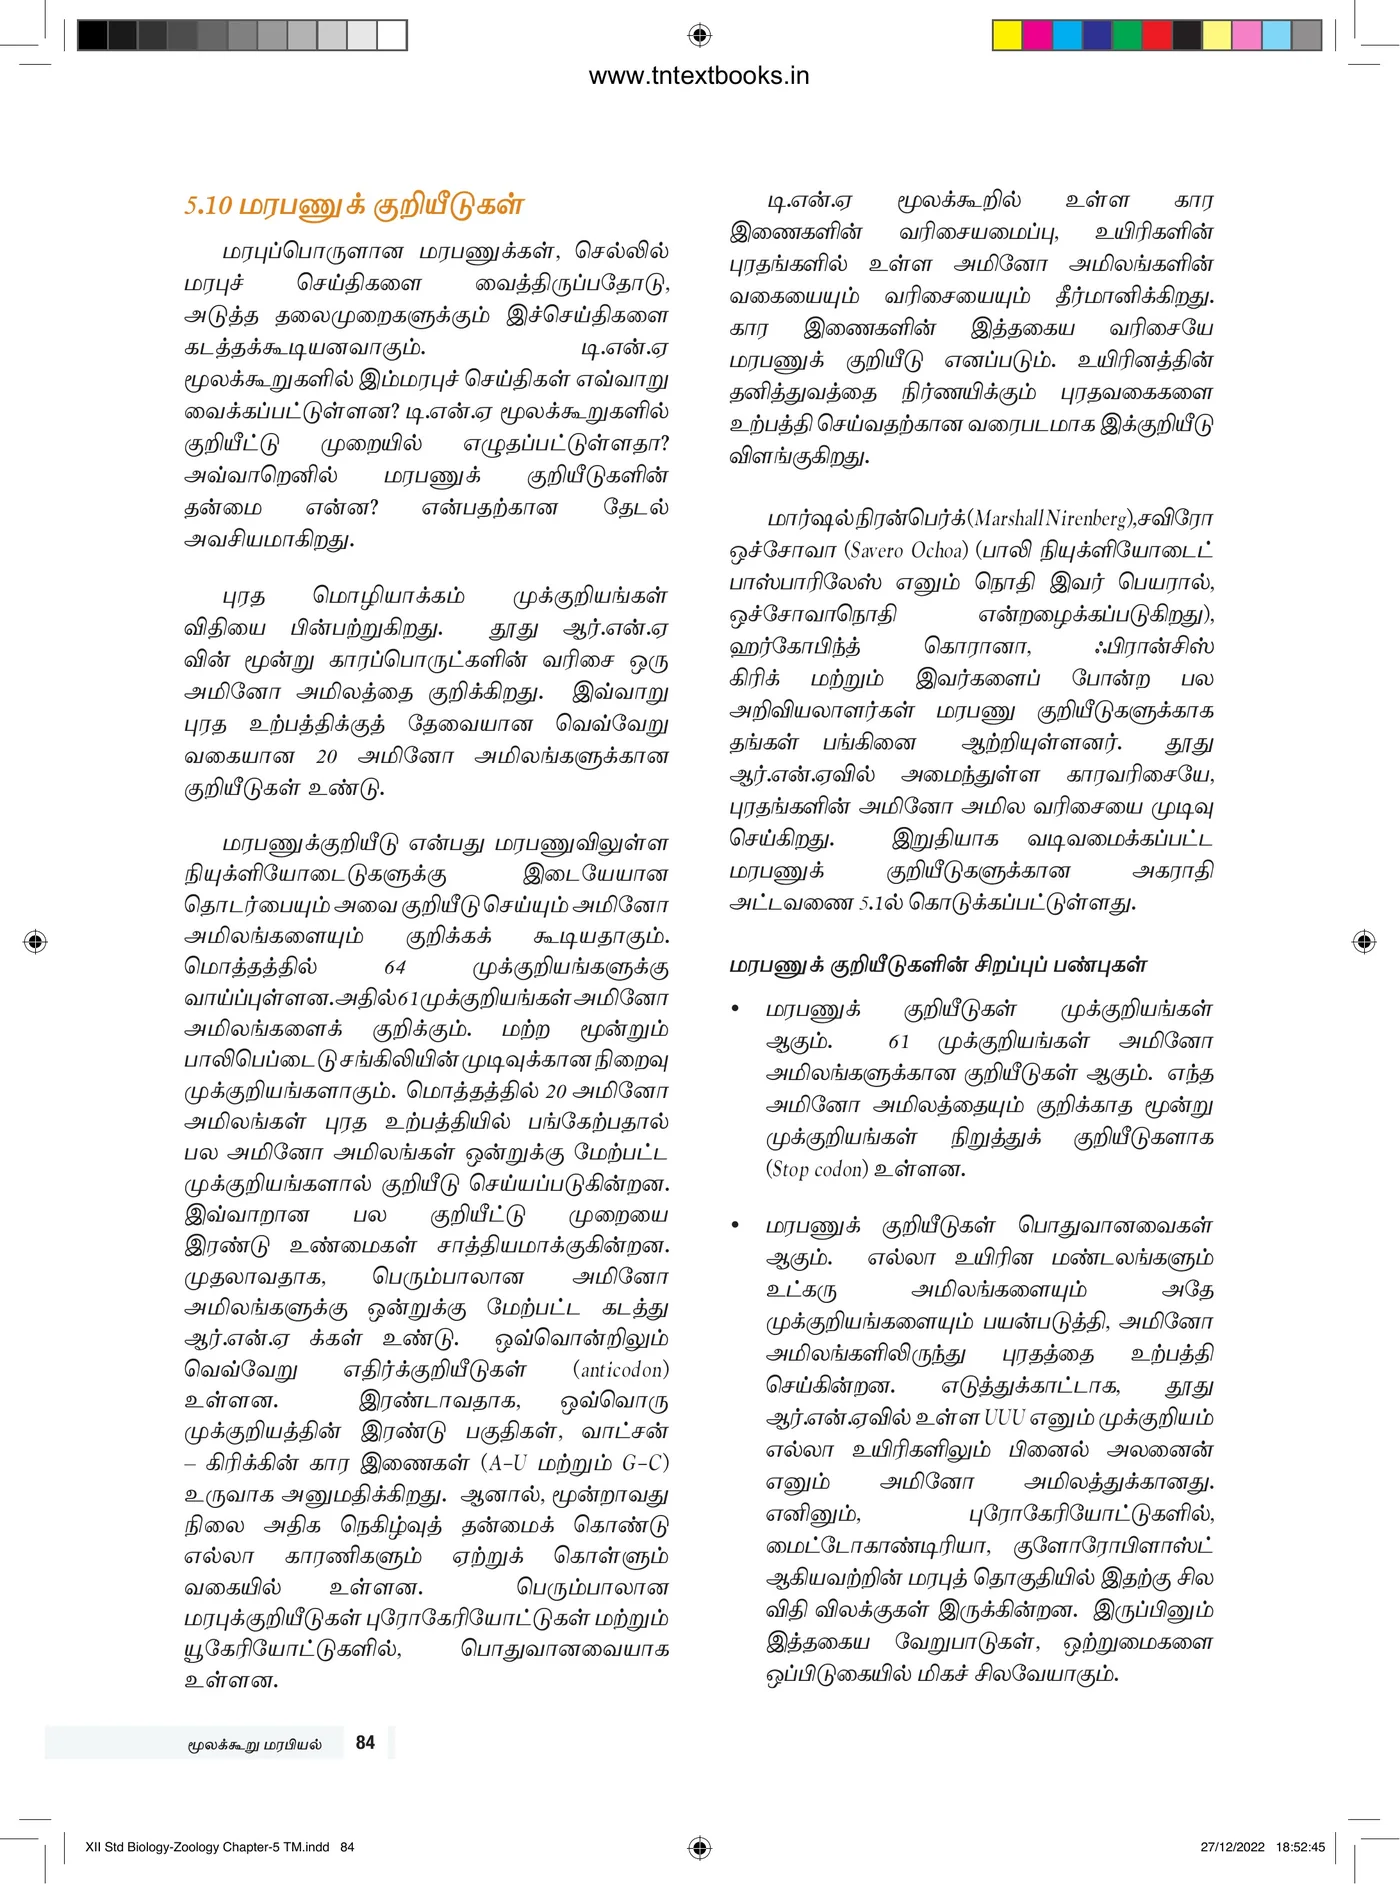 www.tntextbooks.in
5.10 மரபணுக் குறியீடுகள்
மரபுப்பொருளான மரபணுக்கள், செல்லில்
மரபுச் செய்திகளை வைத்திருப்பதோடு,
அடுத்த தலைமுறைகளுக்கும் இச்செய்திகளை
கடத்தக்கூடியனவாகும். டி.என்.ஏ
மூலக்கூறுகளில் இம்மரபுச் செய்திகள் எவ்வாறு
வைக்கப்பட்டுள்ளன? டி.என்.ஏ மூலக்கூறுகளில்
குறியீட்டு முறையில் எழுதப்பட்டுள்ளதா?
அவ்வாறெனில் மரபணுக் குறியீடுகளின்
தன்மை என்ன? என்பதற்கான தேடல்
அவசியமாகிறது.
புரத மொழியாக்கம் முக்குறியங்கள்
விதியை பின்பற்றுகிறது. தூது ஆர்.என்.ஏ
வின் மூன்று காரப்பொருட்களின் வரிசை ஒரு
அமினோ அமிலத்தை குறிக்கிறது. இவ்வாறு
புரத உற்பத்திக்குத் தேவையான வெவ்வேறு
வகையான 20 அமினோ அமிலங்களுக்கான
குறியீடுகள் உண்டு.
மரபணுக்குறியீடு என்பது மரபணுவிலுள்ள
நியுக்ளியோடைடுகளுக்கு இடையேயான
தொடர்பையும் அவை குறியீடு செய்யும் அமினோ
அமிலங்களையும் குறிக்கக் கூடியதாகும்.
மொத்தத்தில் 64 முக்குறியங்களுக்கு
வாய்ப்புள்ளன. அதில் 61 முக்குறியங்கள் அமினோ
அமிலங்களைக் குறிக்கும். மற்ற மூன்றும்
பாலிபெப்டைடு சங்கிலியின் முடிவுக்கான நிறைவு
முக்குறியங்களாகும். மொத்தத்தில் 20 அமினோ
அமிலங்கள் புரத உற்பத்தியில் பங்கேற்பதால்
பல அமினோ அமிலங்கள் ஒன்றுக்கு மேற்பட்ட
முக்குறியங்களால் குறியீடு செய்யப்படுகின்றன.
இவ்வாறான பல குறியீட்டு முறையை
இரண்டு உண்மைகள் சாத்தியமாக்குகின்றன.
முதலாவதாக, பெரும்பாலான அமினோ
அமிலங்களுக்கு ஒன்றுக்கு மேற்பட்ட கடத்து
ஆர்.என்.ஏ க்கள் உண்டு. ஒவ்வொன்றிலும்
வெவ்வேறு எதிர்க்குறியீடுகள் (anticodon)
உள்ளன. இரண்டாவதாக, ஒவ்வொரு
முக்குறியத்தின் இரண்டு பகுதிகள், வாட்சன்
– கிரிக்கின் கார இணைகள் (A-U மற்றும் G-C)
உருவாக அனுமதிக்கிறது. ஆனால், மூன்றாவது
நிலை அதிக நெகிழ்வுத் தன்மைக் கொண்டு
எல்லா காரணிகளும் ஏற்றுக் கொள்ளும்
வகையில் உள்ளன. பெரும்பாலான
மரபுக்குறியீடுகள் புரோகேரியோட்டுகள் மற்றும்
யூகேரியோட்டுகளில், பொதுவானவையாக
உள்ளன.
டி.என்.ஏ மூலக்கூறில் உள்ள கார
இணைகளின் வரிசையமைப்பு, உயிரிகளின்
புரதங்களில் உள்ள அமினோ அமிலங்களின்
வகையையும் வரிசையையும் தீர்மானிக்கிறது.
கார இணைகளின் இத்தகைய வரிசையே
மரபணுக் குறியீடு எனப்படும். உயிரினத்தின்
தனித்துவத்தை நிர்ணயிக்கும் புரதவகைகளை
உற்பத்தி செய்வதற்கான வரைபடமாக இக்குறியீடு
விளங்குகிறது.
மார்ஷல் நிரன்பெர்க் (Marshall Nirenberg), சவிரோ
ஒச்சோவா (Savero Ochoa) (பாலி நியுக்ளியோடைட்
பாஸ்பாரிலேஸ் எனும் நொதி இவர் பெயரால்,
ஒச்சோவாநொதி என்றழைக்கப்படுகிறது),
ஹர்கோபிந்த் கொரானா, ஃபிரான்சிஸ்
கிரிக் மற்றும் இவர்களைப் போன்ற பல
அறிவியலாளர்கள் மரபணு குறியீடுகளுக்காக
தங்கள் பங்கினை ஆற்றியுள்ளனர். தூது
ஆர்.என்.ஏவில் அமைந்துள்ள காரவரிசையே,
புரதங்களின் அமினோ அமில வரிசையை முடிவு
செய்கிறது. இறுதியாக வடிவமைக்கப்பட்ட
மரபணுக் குறியீடுகளுக்கான அகராதி
அட்டவணை 5.1ல் கொடுக்கப்பட்டுள்ளது.
மரபணுக் குறியீடுகளின் சிறப்புப் பண்புகள்
• மரபணுக் குறியீடுகள் முக்குறியங்கள்
ஆகும். 61 முக்குறியங்கள் அமினோ
அமிலங்களுக்கான குறியீடுகள் ஆகும். எந்த
அமினோ அமிலத்தையும் குறிக்காத மூன்று
முக்குறியங்கள் நிறுத்துக் குறியீடுகளாக
(Stop codon) உள்ளன.
• மரபணுக் குறியீடுகள் பொதுவானவைகள்
ஆகும். எல்லா உயிரின மண்டலங்களும்
உட்கரு அமிலங்களையும் அதே
முக்குறியங்களையும் பயன்படுத்தி, அமினோ
அமிலங்களிலிருந்து புரதத்தை உற்பத்தி
செய்கின்றன. எடுத்துக்காட்டாக, தூது
ஆர்.என்.ஏவில் உள்ள UUU எனும் முக்குறியம்
எல்லா உயிரிகளிலும் பினைல் அலனைன்
எனும் அமினோ அமிலத்துக்கானது.
எனினும், புரோகேரியோட்டுகளில்,
மைட்டோகாண்டிரியா, குளோரோபிளாஸ்ட்
ஆகியவற்றின் மரபுத் தொகுதியில் இதற்கு சில
விதி விலக்குகள் இருக்கின்றன. இருப்பினும்
இத்தகைய வேறுபாடுகள், ஒற்றுமைகளை
ஒப்பிடுகையில் மிகச் சிலவேயாகும்.
மூலக்கூறு மரபியல் 84
XII Std Biology-Zoology Chapter-5 TM.indd 84 27/12/2022 18:52:45